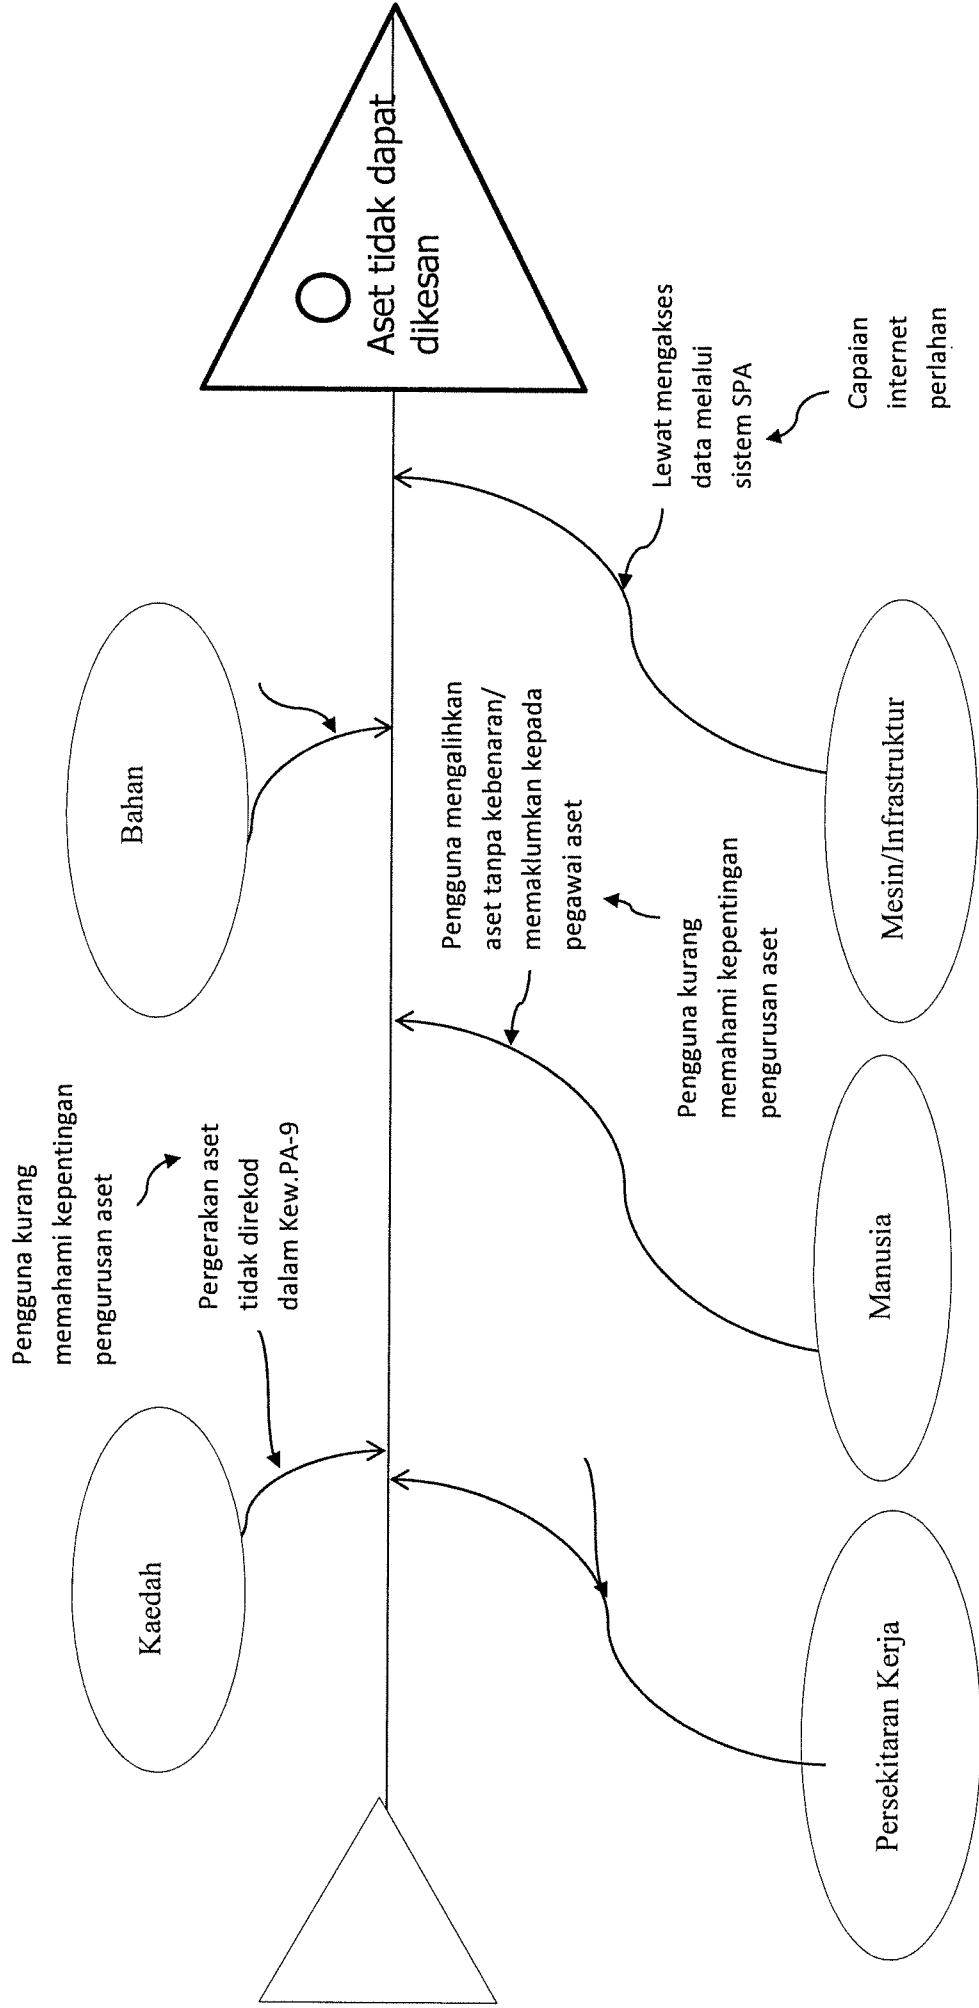 Pengguna kurang
memahami kepentingan
pengurusan aset
Kaedah
Pergerakan aset
tidak direkod
dalam Kew.PA-9
Bahan
Aset tidak dapat
dikesan
Pengguna mengalihkan
aset tanpa kebenaran/
memaklumkan kepada
pegawai aset
Pengguna kurang
memahami kepentingan
pengurusan aset
Lewat mengakses
data melalui
sistem SPA
Capaian
internet
perlahan
Persekitaran Kerja
Manusia
Mesin/Infrastruktur